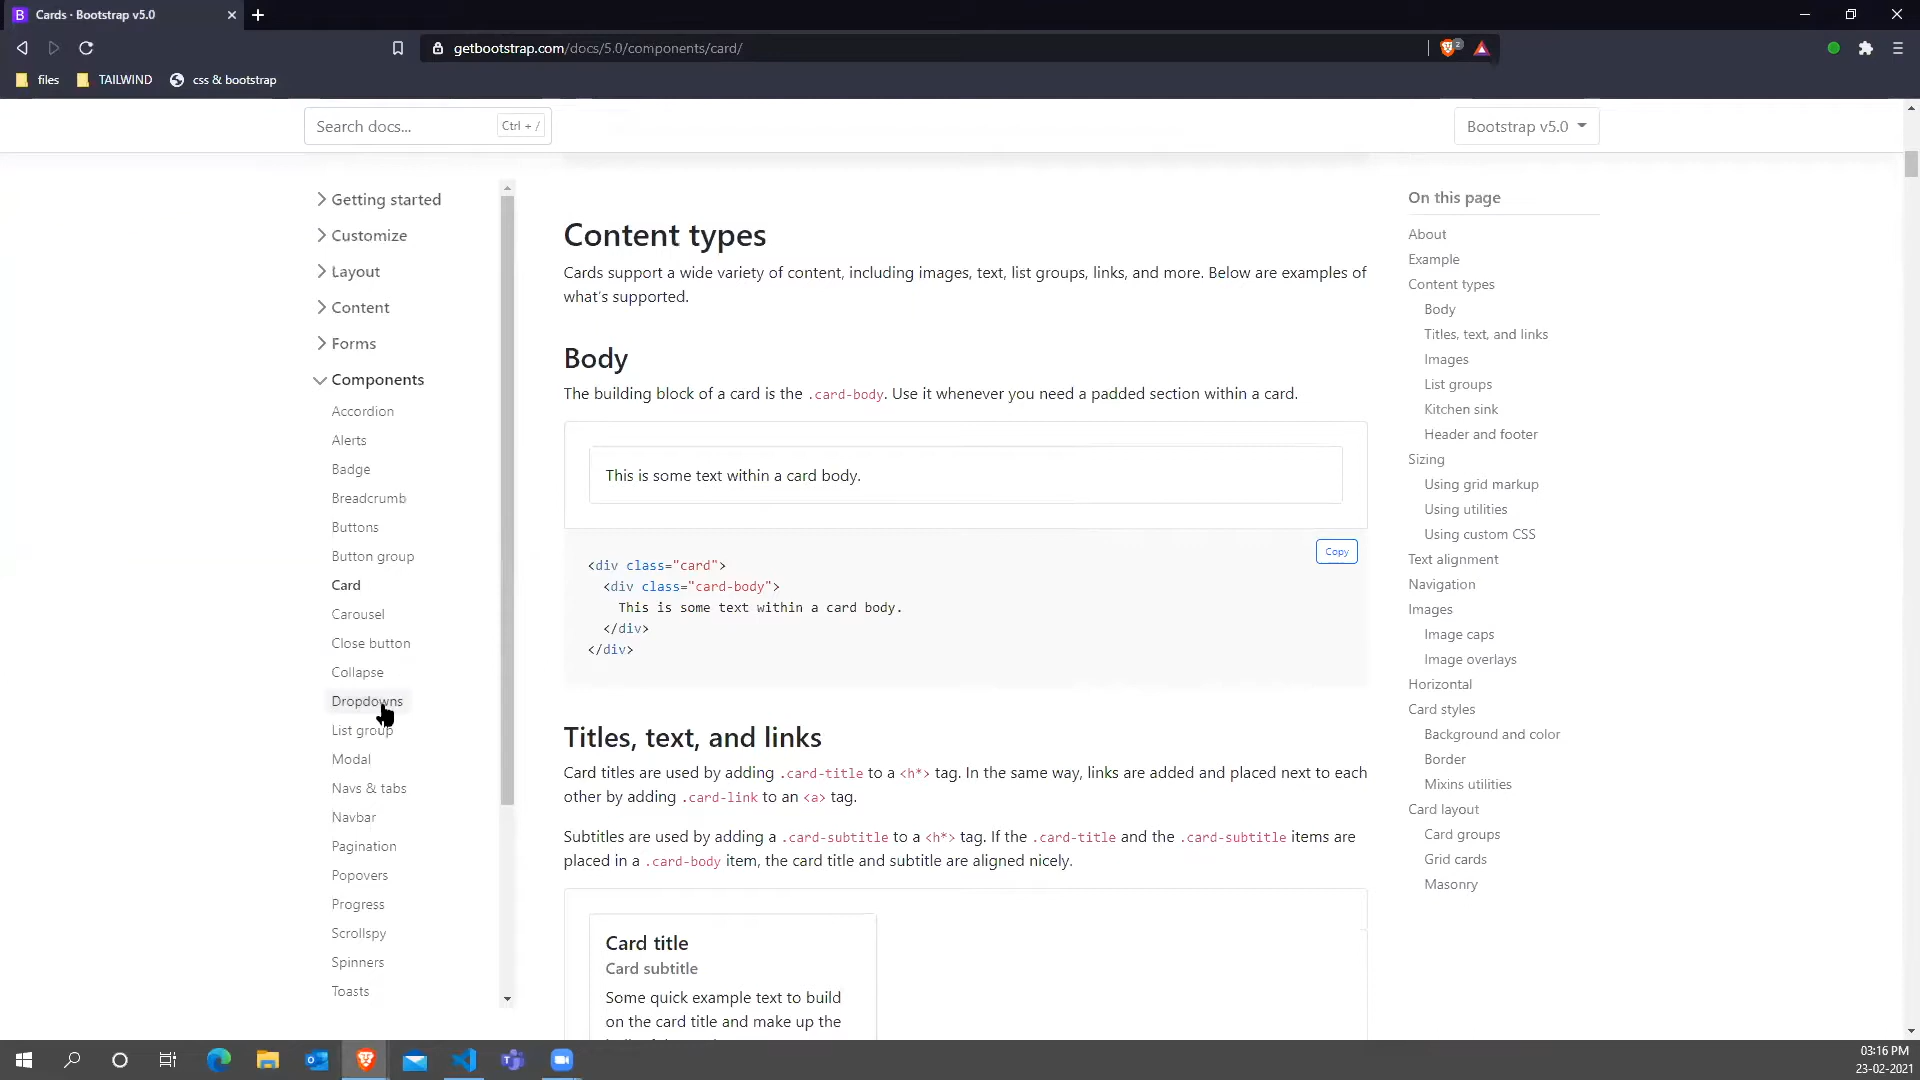 Cards · Bootstrap v5.0
getbootstrap.com/docs/5.0/components/card/
2
files
TAILWIND
css & bootstrap
Search docs...
Ctrl + /
Bootstrap v5.0
Getting started
Customize
Layout
Content
Forms
Components
Accordion
Alerts
Badge
Breadcrumb
Buttons
Button group
Card
Carousel
Close button
Collapse
Dropdowns
List group
Modal
Navs & tabs
Navbar
Pagination
Popovers
Progress
Scrollspy
Spinners
Toasts
Content types
Cards support a wide variety of content, including images, text, list groups, links, and more. Below are examples of
what's supported.
Body
The building block of a card is the .card-body. Use it whenever you need a padded section within a card.
This is some text within a card body.
Copy
<div class="card">
<div class="card-body">
This is some text within a card body.
</div>
</div>
Titles, text, and links
Card titles are used by adding .card-title to a <h*> tag. In the same way, links are added and placed next to each
other by adding .card-link to an <a> tag.
Subtitles are used by adding a .card-subtitle to a <h*> tag. If the .card-title and the .card-subtitle items are
placed in a .card-body item, the card title and subtitle are aligned nicely.
Card title
Card subtitle
Some quick example text to build
on the card title and make up the
On this page
About
Example
Content types
Body
Titles, text, and links
Images
List groups
Kitchen sink
Header and footer
Sizing
Using grid markup
Using utilities
Using custom CSS
Text alignment
Navigation
Images
Image caps
Image overlays
Horizontal
Card styles
Background and color
Border
Mixins utilities
Card layout
Card groups
Grid cards
Masonry
03:16 PM
23-02-2021